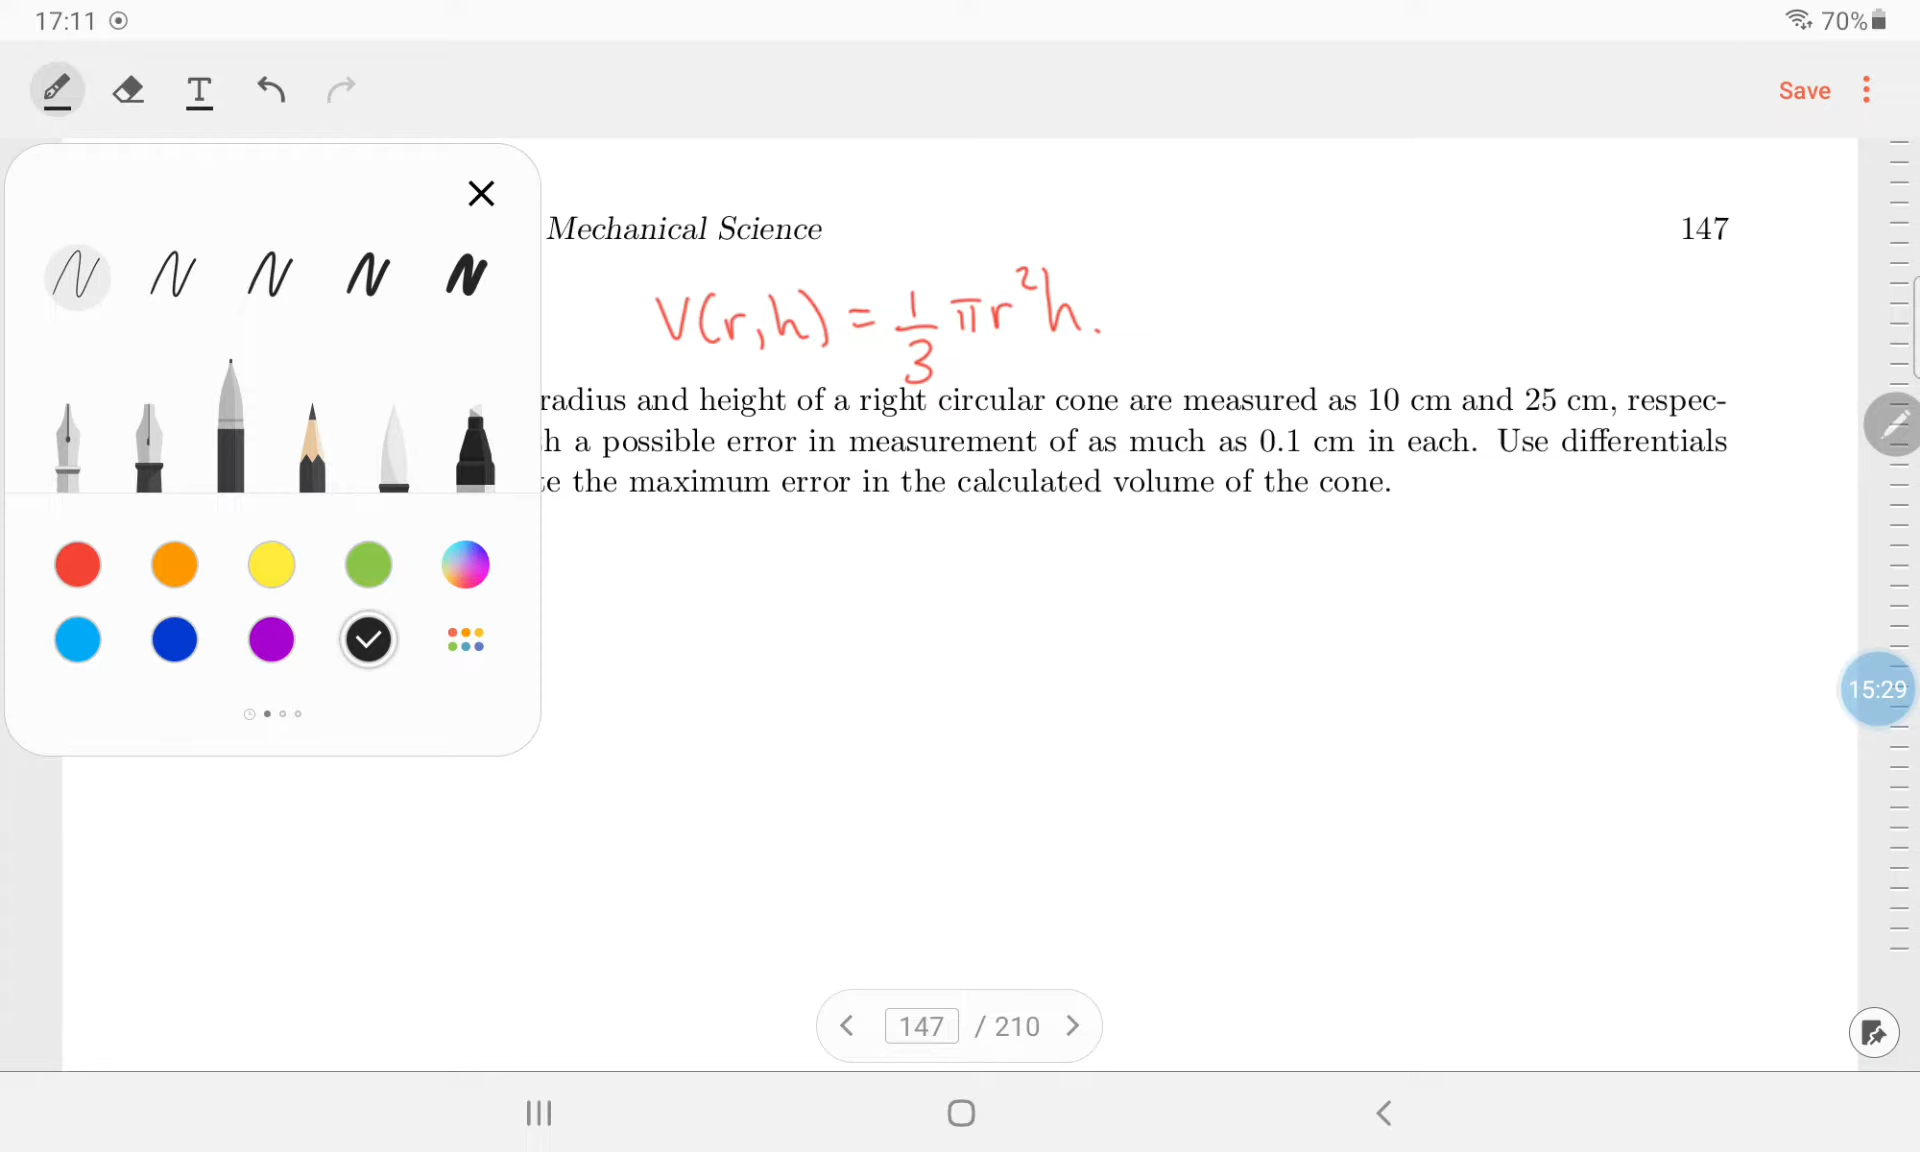 17:11 70%
T Save
Mechanical Science 147
V(r,h) = 1/3 πr²h.
radius and height of a right circular cone are measured as 10 cm and 25 cm, respec-
h a possible error in measurement of as much as 0.1 cm in each. Use differentials
e the maximum error in the calculated volume of the cone.
15:29
147 / 210